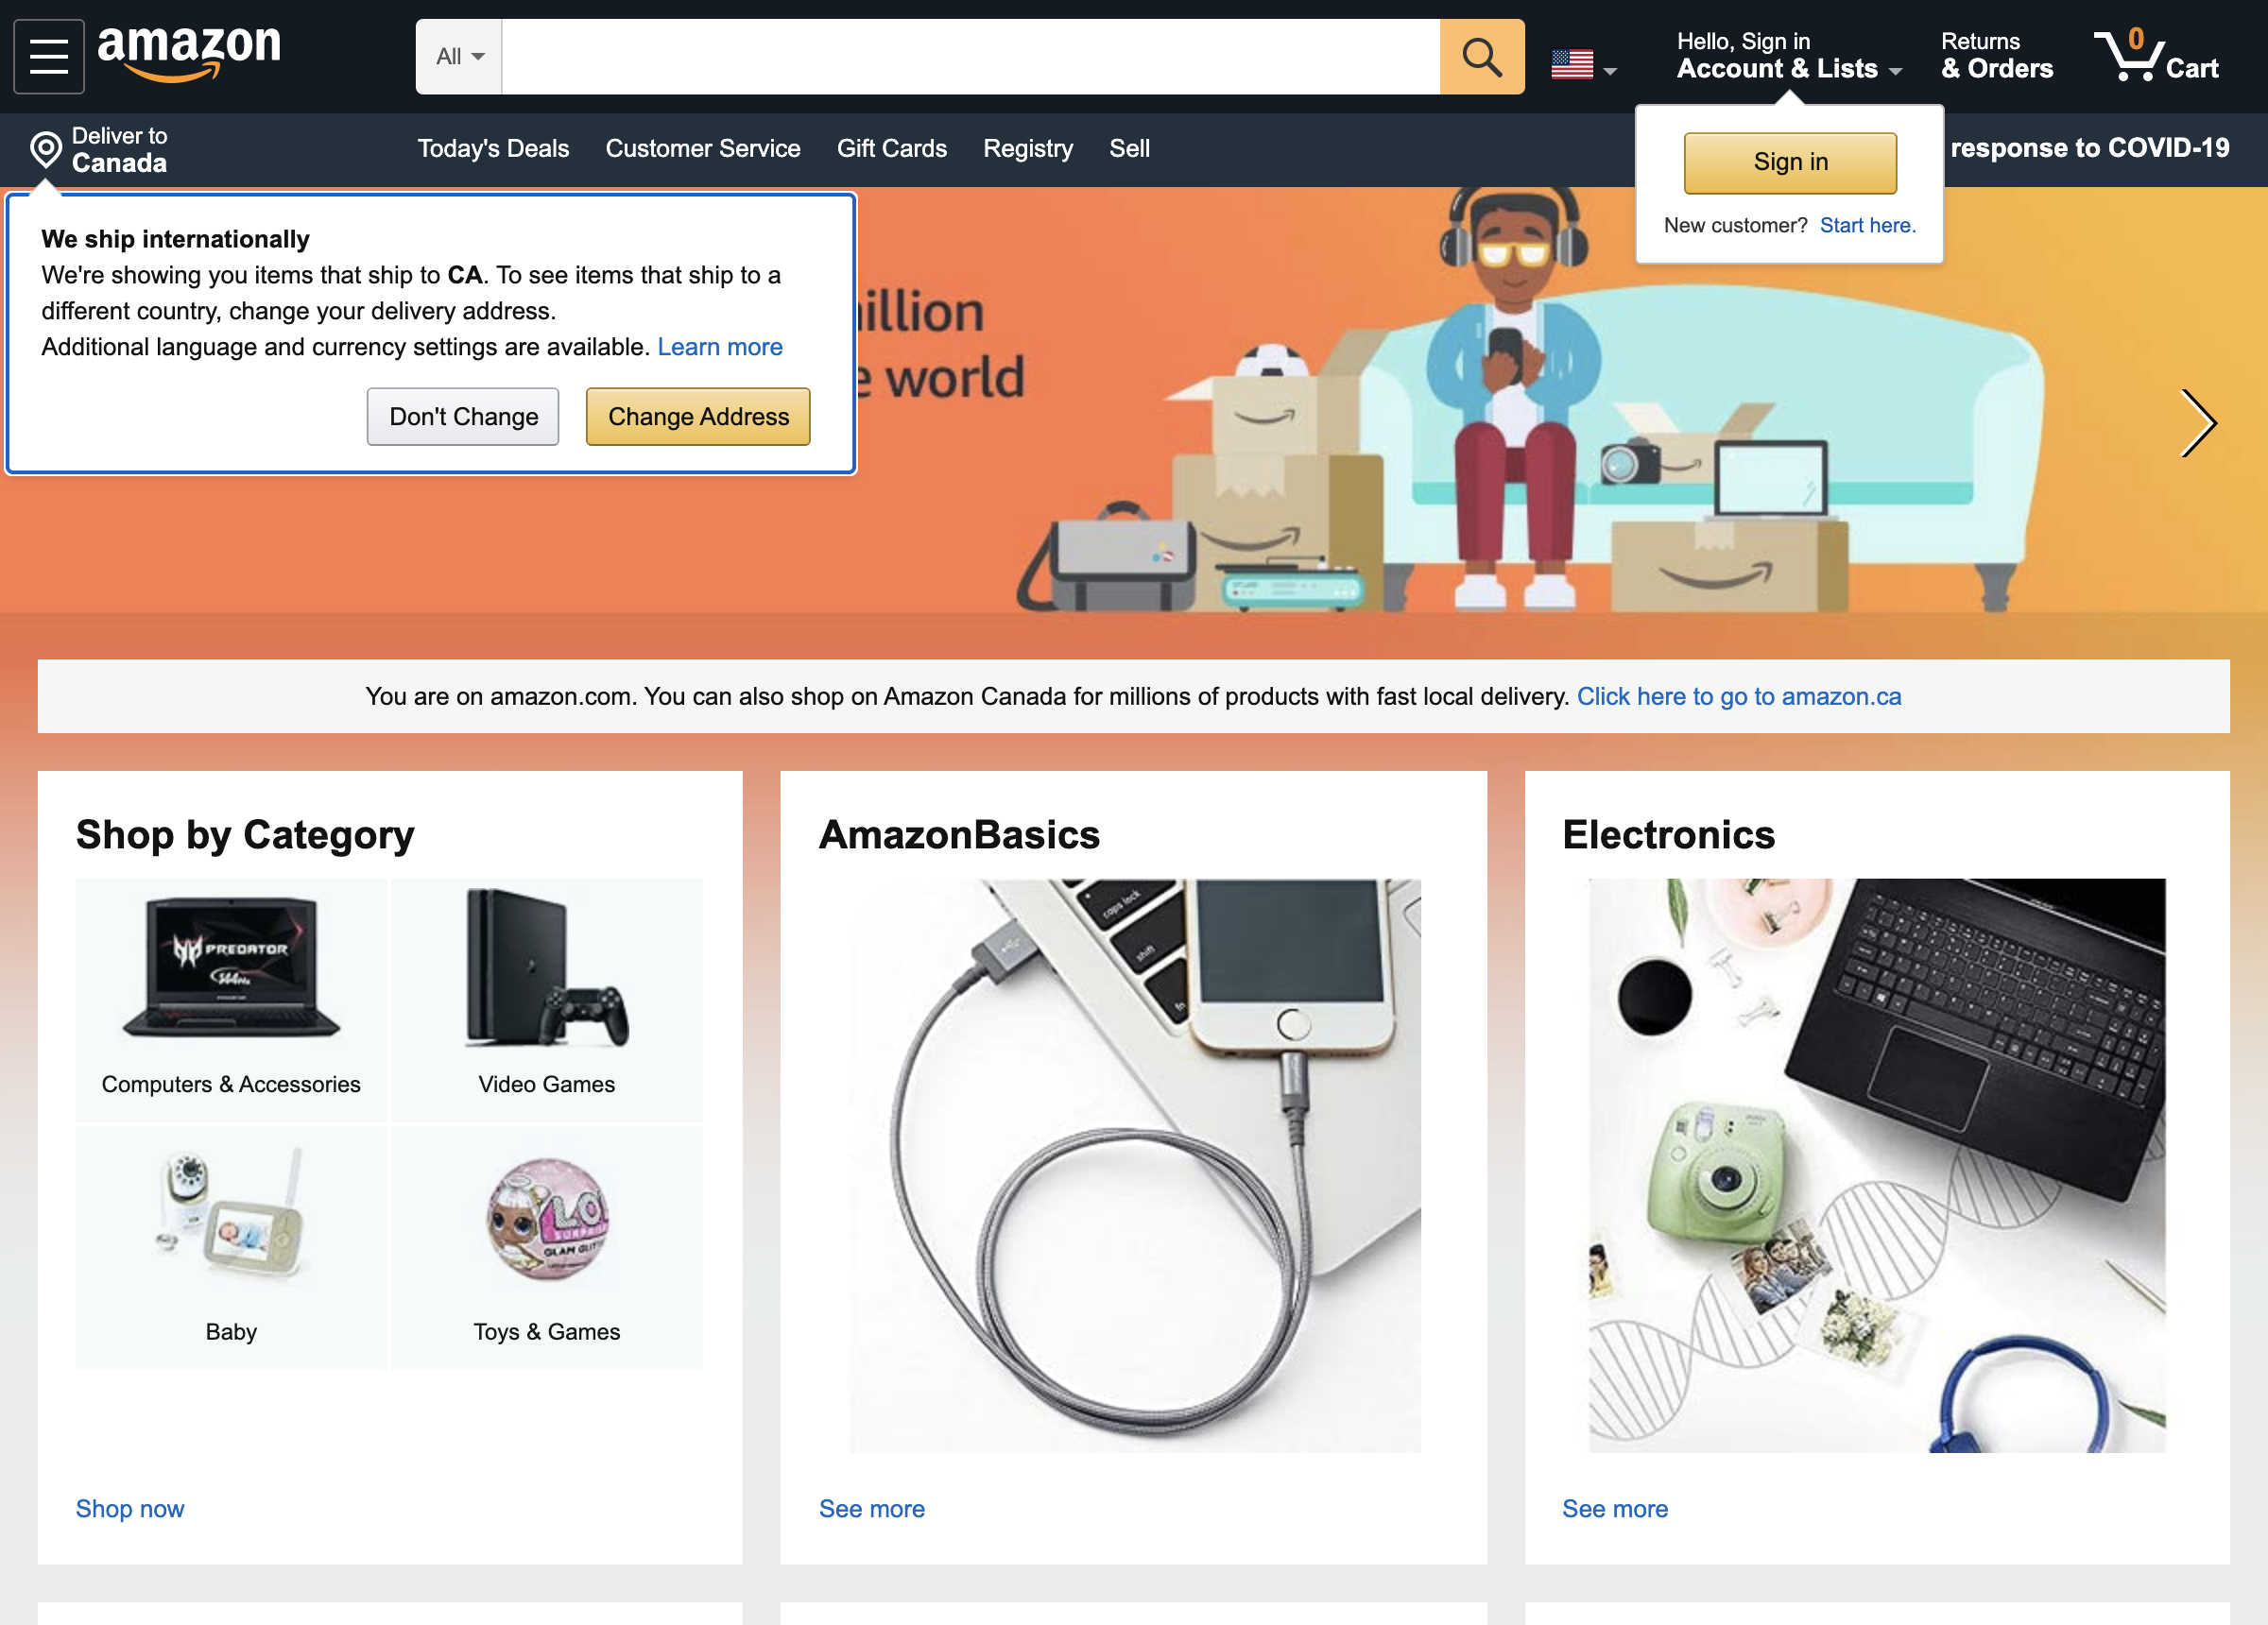 amazon
All
Hello, Sign in
Account & Lists
Returns
& Orders
0
Cart
Deliver to
Canada
Today's Deals
Customer Service
Gift Cards
Registry
Sell
response to COVID-19
Sign in
New customer? Start here.
We ship internationally
We're showing you items that ship to CA. To see items that ship to a
different country, change your delivery address.
Additional language and currency settings are available. Learn more
Don't Change
Change Address
illion
e world
You are on amazon.com. You can also shop on Amazon Canada for millions of products with fast local delivery. Click here to go to amazon.ca
Shop by Category
PREDATOR
144Hz
Computers & Accessories
Video Games
Baby
LO
SURPRISE
GLAM GLIT
Toys & Games
Shop now
AmazonBasics
caps lock
shift
fn
See more
Electronics
See more